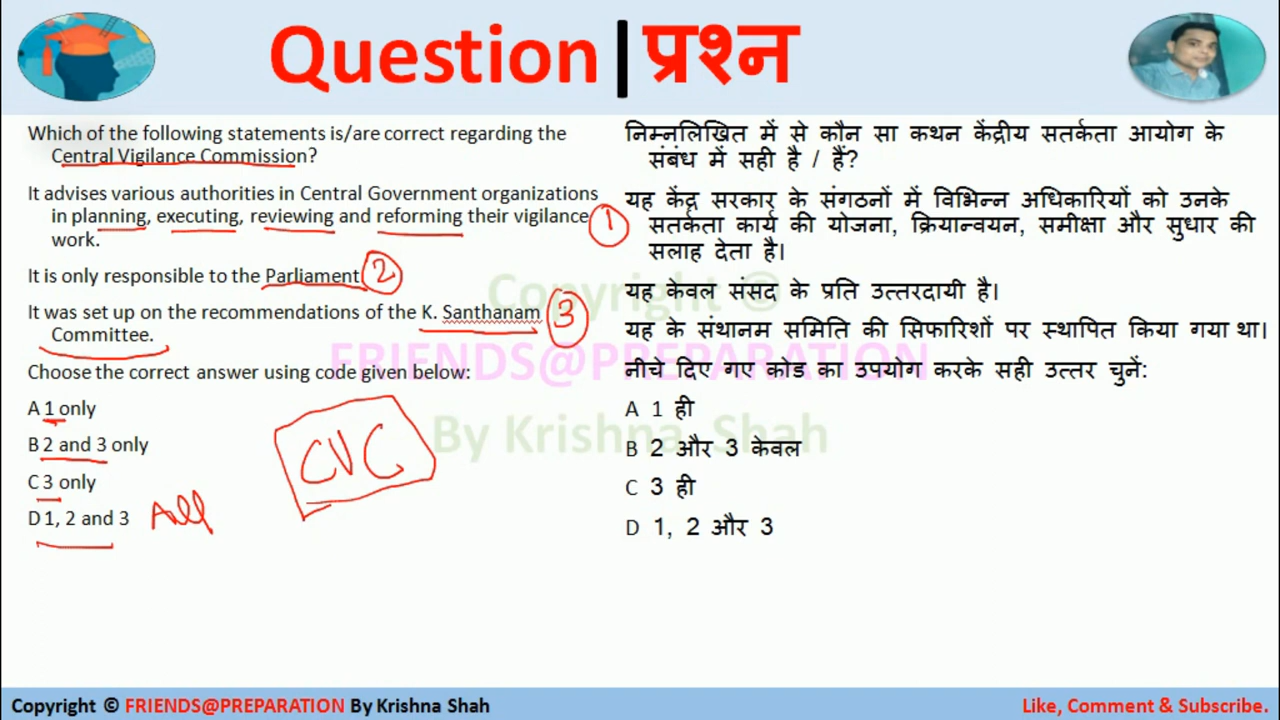 Question|प्रश्न
Which of the following statements is/are correct regarding the
Central Vigilance Commission?
It advises various authorities in Central Government organizations
in planning, executing, reviewing and reforming their vigilance
work.
1
It is only responsible to the Parliament
2
It was set up on the recommendations of the K. Santhanam
Committee.
3
Choose the correct answer using code given below:
A 1 only
B 2 and 3 only
C 3 only
D 1, 2 and 3
All
CVC
निम्नलिखित में से कौन सा कथन केंद्रीय सतर्कता आयोग के
संबंध में सही है / हैं?
यह केंद्र सरकार के संगठनों में विभिन्न अधिकारियों को उनके
सतर्कता कार्य की योजना, क्रियान्वयन, समीक्षा और सुधार की
सलाह देता है।
यह केवल संसद के प्रति उत्तरदायी है।
यह के संथानम समिति की सिफारिशों पर स्थापित किया गया था।
नीचे दिए गए कोड का उपयोग करके सही उत्तर चुनें:
A 1 ही
B 2 और 3 केवल
C 3 ही
D 1, 2 और 3
Copyright ©
FRIENDS@PREPARATION
By Krishna Shah
Copyright © FRIENDS@PREPARATION By Krishna Shah
Like, Comment & Subscribe.